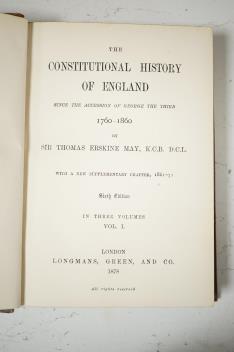 THE
CONSTITUTIONAL HISTORY
OF ENGLAND
SINCE THE ACCESSION OF GEORGE THE THIRD
1760-1860
BY
SIR THOMAS ERSKINE MAY, K.C.B. D.C.L.
WITH A NEW SUPPLEMENTARY CHAPTER, 1861-71
Sixth Edition
IN THREE VOLUMES
VOL. I.
LONDON
LONGMANS, GREEN, AND CO.
1878
All rights reserved